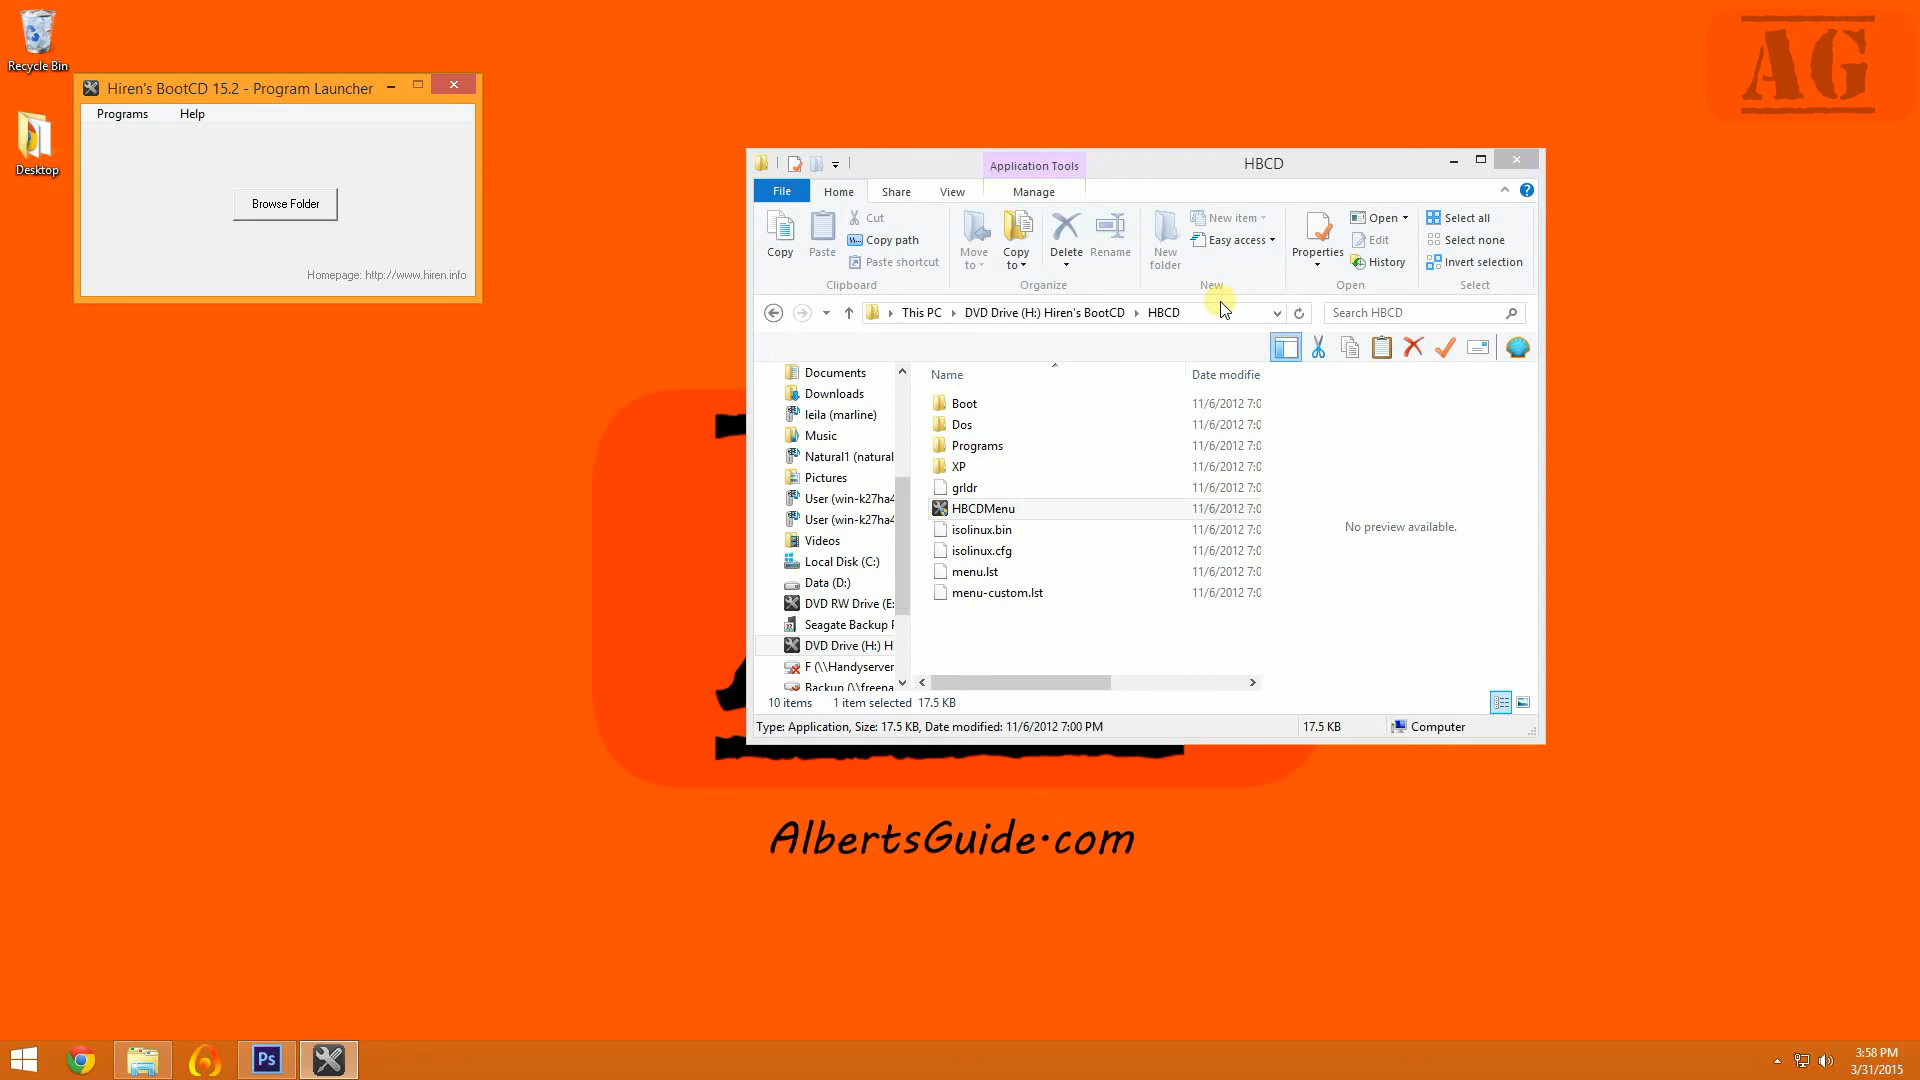 Recycle Bin
Desktop
AG
Hiren's BootCD 15.2 - Program Launcher
Programs Help
Browse Folder
Homepage: http://www.hiren.info
Application Tools HBCD
File Home Share View Manage
Copy Paste Cut Copy path Paste shortcut
Move to Copy to Delete Rename
New folder New item Easy access
Properties Open Edit History
Select all Select none Invert selection
Clipboard Organize New Open Select
This PC DVD Drive (H:) Hiren's BootCD HBCD Search HBCD
Documents
Downloads
leila (marline)
Music
Natural1 (natural
Pictures
User (win-k27ha4
User (win-k27ha4
Videos
Local Disk (C:)
Data (D:)
DVD RW Drive (E:
Seagate Backup F
DVD Drive (H:) H
F (\\Handyserver
Backup (\\freena
Name Date modifie
Boot 11/6/2012 7:0
Dos 11/6/2012 7:0
Programs 11/6/2012 7:0
XP 11/6/2012 7:0
grldr 11/6/2012 7:0
HBCDMenu 11/6/2012 7:0
isolinux.bin 11/6/2012 7:0
isolinux.cfg 11/6/2012 7:0
menu.lst 11/6/2012 7:0
menu-custom.lst 11/6/2012 7:0
No preview available.
10 items 1 item selected 17.5 KB
Type: Application, Size: 17.5 KB, Date modified: 11/6/2012 7:00 PM 17.5 KB Computer
AlbertsGuide.com
Ps
3:58 PM
3/31/2015